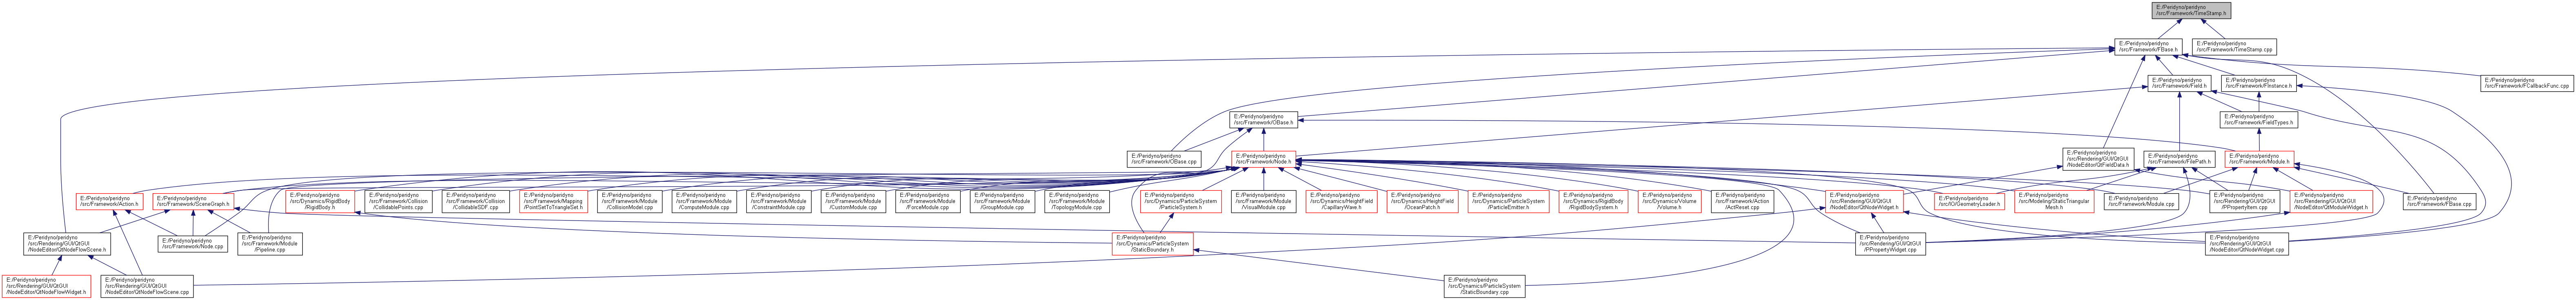 E:/Peridyno/peridyno
/src/Framework/TimeStamp.h
E:/Peridyno/peridyno
/src/Framework/FBase.h
E:/Peridyno/peridyno
/src/Framework/TimeStamp.cpp
E:/Peridyno/peridyno
/src/Framework/Field.h
E:/Peridyno/peridyno
/src/Framework/FInstance.h
E:/Peridyno/peridyno
/src/Framework/FCallbackFunc.cpp
E:/Peridyno/peridyno
/src/Framework/OBase.h
E:/Peridyno/peridyno
/src/Framework/FieldTypes.h
E:/Peridyno/peridyno
/src/Framework/OBase.cpp
E:/Peridyno/peridyno
/src/Framework/Node.h
E:/Peridyno/peridyno
/src/Rendering/GUI/QtGUI
/NodeEditor/QtFieldData.h
E:/Peridyno/peridyno
/src/Framework/FilePath.h
E:/Peridyno/peridyno
/src/Framework/Module.h
E:/Peridyno/peridyno
/src/Framework/Action.h
E:/Peridyno/peridyno
/src/Framework/SceneGraph.h
E:/Peridyno/peridyno
/src/Dynamics/RigidBody
/RigidBody.h
E:/Peridyno/peridyno
/src/Framework/Collision
/CollidablePoints.cpp
E:/Peridyno/peridyno
/src/Framework/Collision
/CollidableSDF.cpp
E:/Peridyno/peridyno
/src/Framework/Mapping
/PointSetToTriangleSet.h
E:/Peridyno/peridyno
/src/Framework/Module
/CollisionModel.cpp
E:/Peridyno/peridyno
/src/Framework/Module
/ComputeModule.cpp
E:/Peridyno/peridyno
/src/Framework/Module
/ConstraintModule.cpp
E:/Peridyno/peridyno
/src/Framework/Module
/CustomModule.cpp
E:/Peridyno/peridyno
/src/Framework/Module
/ForceModule.cpp
E:/Peridyno/peridyno
/src/Framework/Module
/GroupModule.cpp
E:/Peridyno/peridyno
/src/Framework/Module
/TopologyModule.cpp
E:/Peridyno/peridyno
/src/Dynamics/ParticleSystem
/ParticleSystem.h
E:/Peridyno/peridyno
/src/Framework/Module
/VisualModule.cpp
E:/Peridyno/peridyno
/src/Dynamics/HeightField
/CapillaryWave.h
E:/Peridyno/peridyno
/src/Dynamics/HeightField
/OceanPatch.h
E:/Peridyno/peridyno
/src/Dynamics/ParticleSystem
/ParticleEmitter.h
E:/Peridyno/peridyno
/src/Dynamics/RigidBody
/RigidBodySystem.h
E:/Peridyno/peridyno
/src/Dynamics/Volume
/Volume.h
E:/Peridyno/peridyno
/src/Framework/Action
/ActReset.cpp
E:/Peridyno/peridyno
/src/Rendering/GUI/QtGUI
/NodeEditor/QtNodeWidget.h
E:/Peridyno/peridyno
/src/IO/GeometryLoader.h
E:/Peridyno/peridyno
/src/Modeling/StaticTriangular
Mesh.h
E:/Peridyno/peridyno
/src/Framework/Module.cpp
E:/Peridyno/peridyno
/src/Rendering/GUI/QtGUI
/PPropertyItem.cpp
E:/Peridyno/peridyno
/src/Rendering/GUI/QtGUI
/NodeEditor/QtModuleWidget.h
E:/Peridyno/peridyno
/src/Framework/FBase.cpp
E:/Peridyno/peridyno
/src/Rendering/GUI/QtGUI
/NodeEditor/QtNodeFlowScene.h
E:/Peridyno/peridyno
/src/Framework/Node.cpp
E:/Peridyno/peridyno
/src/Framework/Module
/Pipeline.cpp
E:/Peridyno/peridyno
/src/Dynamics/ParticleSystem
/StaticBoundary.h
E:/Peridyno/peridyno
/src/Rendering/GUI/QtGUI
/PPropertyWidget.cpp
E:/Peridyno/peridyno
/src/Rendering/GUI/QtGUI
/NodeEditor/QtNodeWidget.cpp
E:/Peridyno/peridyno
/src/Rendering/GUI/QtGUI
/NodeEditor/QtNodeFlowWidget.h
E:/Peridyno/peridyno
/src/Rendering/GUI/QtGUI
/NodeEditor/QtNodeFlowScene.cpp
E:/Peridyno/peridyno
/src/Dynamics/ParticleSystem
/StaticBoundary.cpp